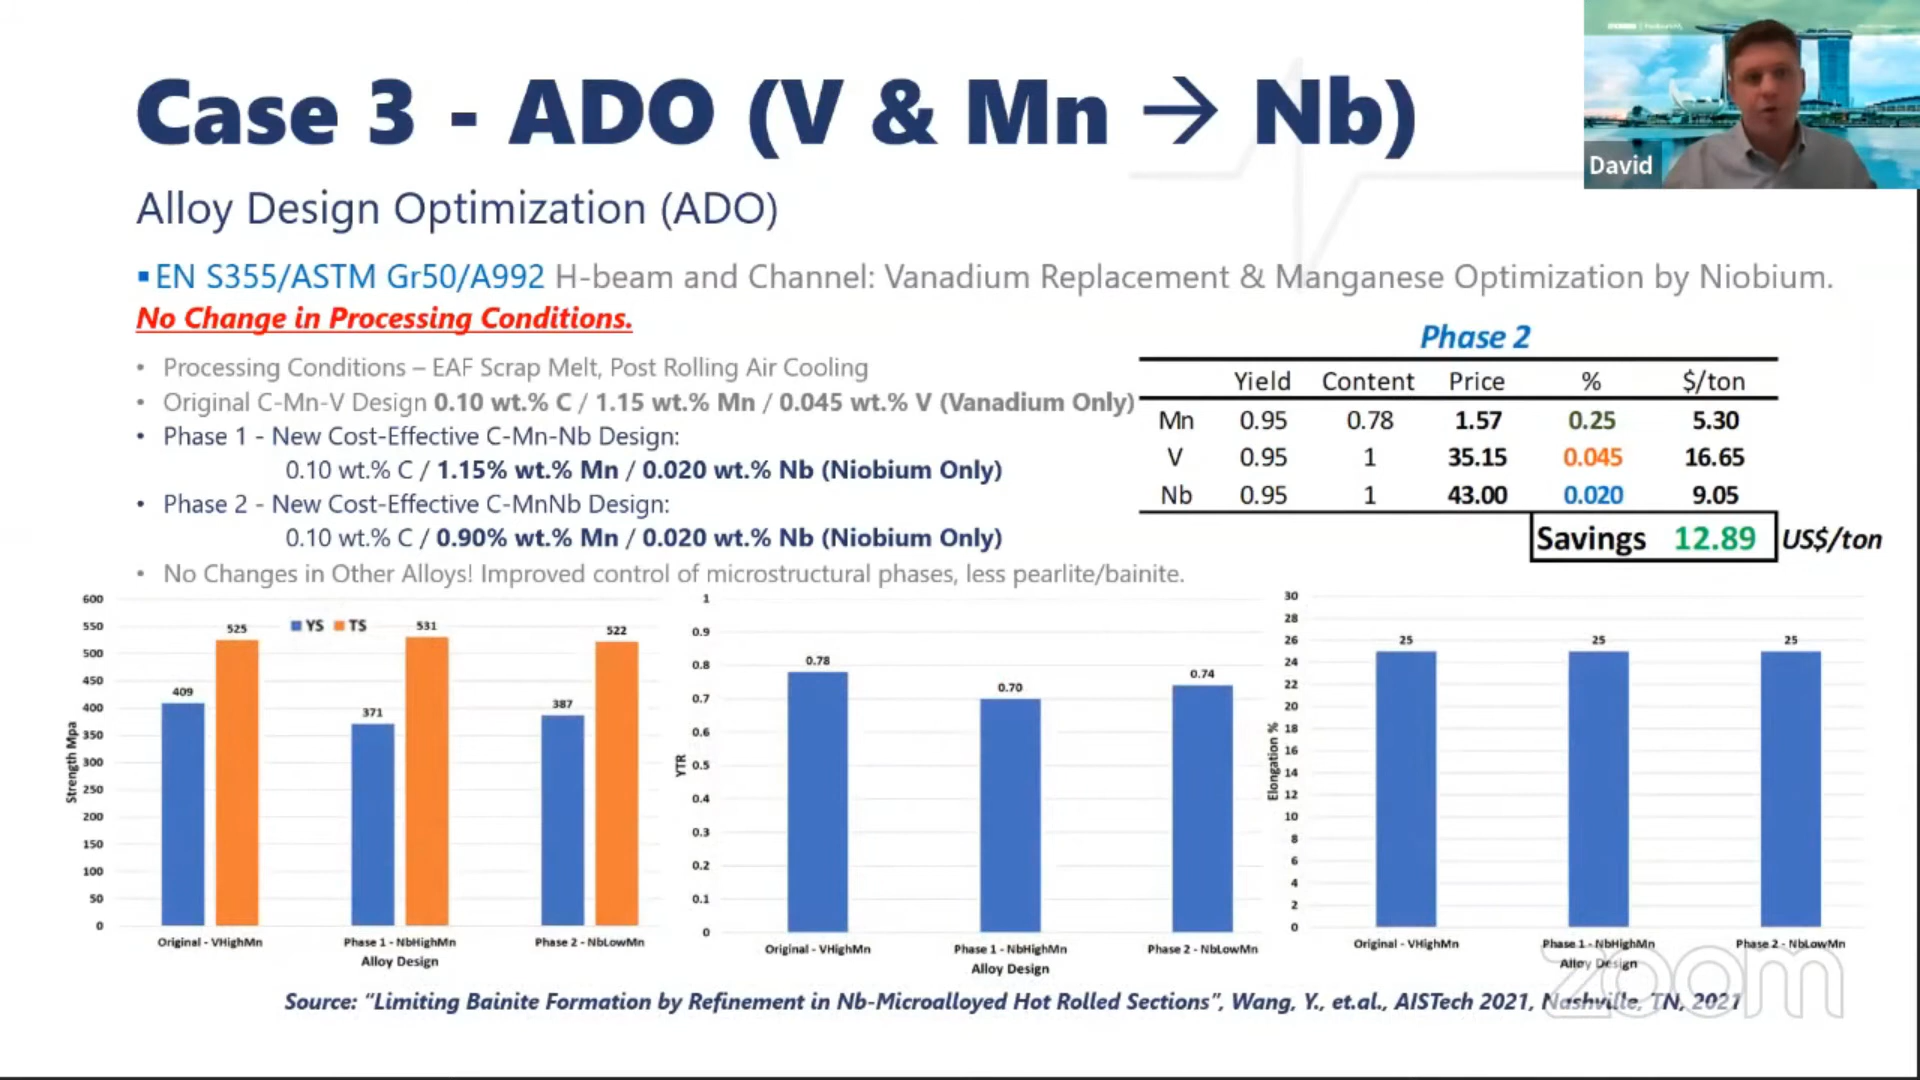 Case 3 - ADO (V & Mn → Nb)
David
Alloy Design Optimization (ADO)
▪EN S355/ASTM Gr50/A992 H-beam and Channel: Vanadium Replacement & Manganese Optimization by Niobium.
No Change in Processing Conditions.
• Processing Conditions – EAF Scrap Melt, Post Rolling Air Cooling
• Original C-Mn-V Design 0.10 wt.% C / 1.15 wt.% Mn / 0.045 wt.% V (Vanadium Only)
• Phase 1 - New Cost-Effective C-Mn-Nb Design:
0.10 wt.% C / 1.15% wt.% Mn / 0.020 wt.% Nb (Niobium Only)
• Phase 2 - New Cost-Effective C-MnNb Design:
0.10 wt.% C / 0.90% wt.% Mn / 0.020 wt.% Nb (Niobium Only)
• No Changes in Other Alloys! Improved control of microstructural phases, less pearlite/bainite.
Phase 2
Yield Content Price % $/ton
Mn 0.95 0.78 1.57 0.25 5.30
V 0.95 1 35.15 0.045 16.65
Nb 0.95 1 43.00 0.020 9.05
Savings 12.89 US$/ton
600
550
500
450
400
350
300
250
200
150
100
50
0
Strength Mpa
YS TS
409 525
371 531
387 522
Original - VHighMn Phase 1 - NbHighMn Phase 2 - NbLowMn
Alloy Design
1
0.9
0.8
0.7
0.6
0.5
0.4
0.3
0.2
0.1
0
YTR
0.78 0.70 0.74
Original - VHighMn Phase 1 - NbHighMn Phase 2 - NbLowMn
Alloy Design
30
28
26
24
22
20
18
16
14
12
10
8
6
4
2
0
Elongation %
25 25 25
Original - VHighMn Phase 1 - NbHighMn Phase 2 - NbLowMn
Alloy Design
Source: “Limiting Bainite Formation by Refinement in Nb-Microalloyed Hot Rolled Sections”, Wang, Y., et.al., AISTech 2021, Nashville, TN, 2021
zoom